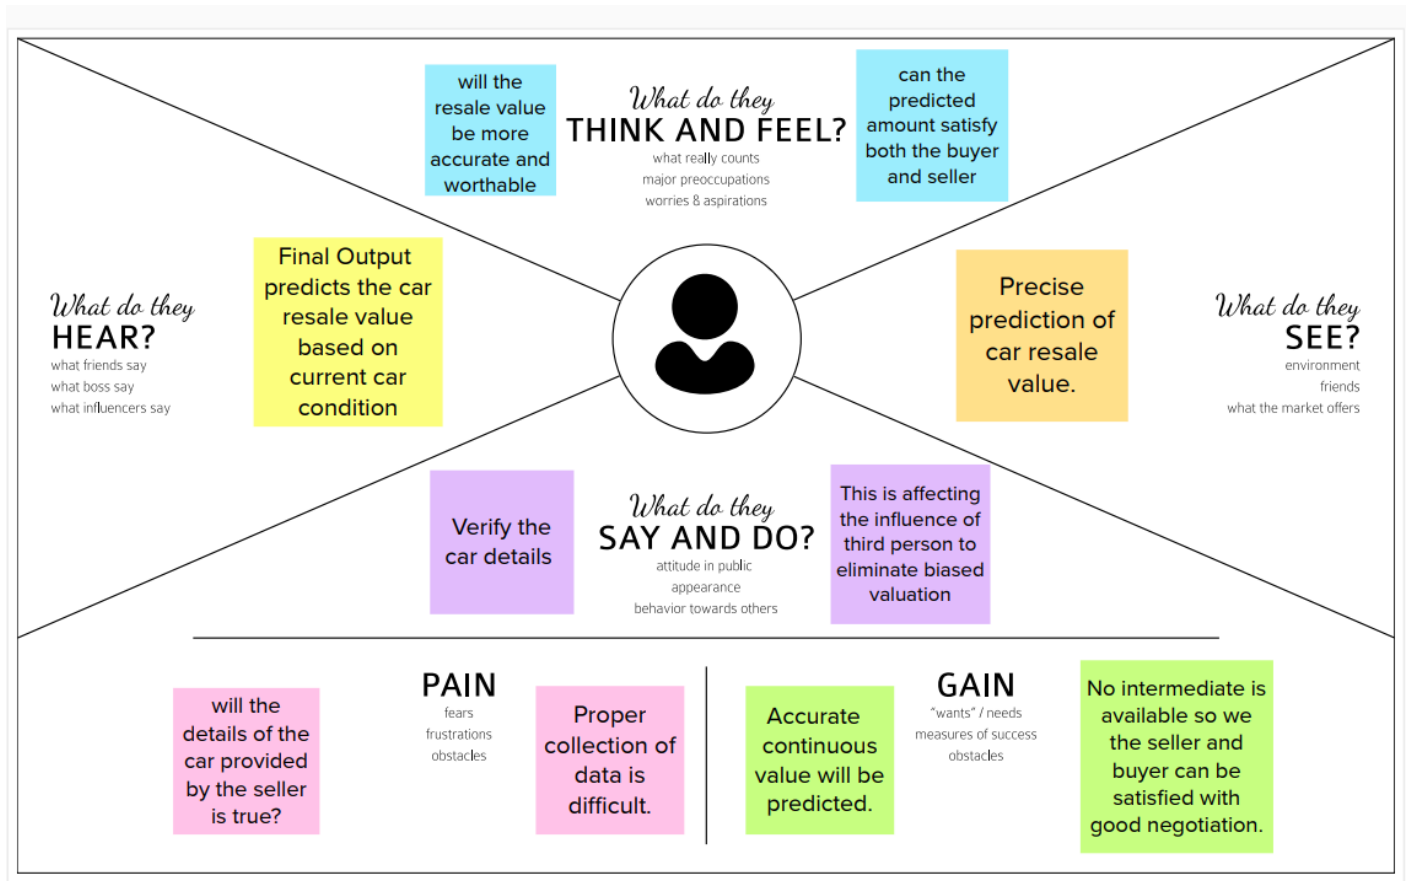 will the
resale value
be more
accurate and
worthable
What do they
THINK AND FEEL?
what really counts
major preoccupations
worries & aspirations
can the
predicted
amount satisfy
both the buyer
and seller
What do they
HEAR?
what friends say
what boss say
what influencers say
Final Output
predicts the car
resale value
based on
current car
condition
Precise
prediction of
car resale
value.
What do they
SEE?
environment
friends
what the market offers
Verify the
car details
What do they
SAY AND DO?
attitude in public
appearance
behavior towards others
This is affecting
the influence of
third person to
eliminate biased
valuation
will the
details of the
car provided
by the seller
is true?
PAIN
fears
frustrations
obstacles
Proper
collection of
data is
difficult.
Accurate
continuous
value will be
predicted.
GAIN
“wants” / needs
measures of success
obstacles
No intermediate is
available so we
the seller and
buyer can be
satisfied with
good negotiation.